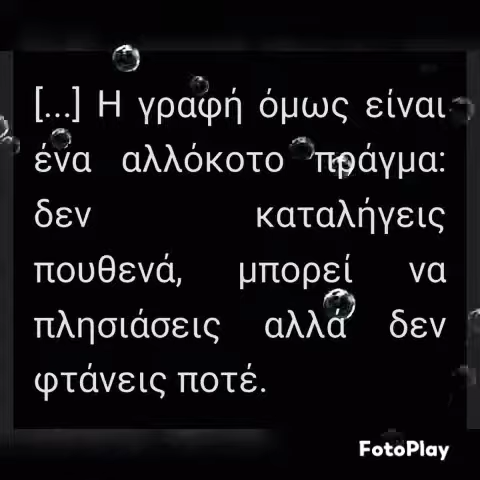 [...] Η γραφή όμως είναι
ένα αλλόκοτο πράγμα:
δεν καταλήγεις
πουθενά, μπορεί να
πλησιάσεις αλλά δεν
φτάνεις ποτέ.
FotoPlay